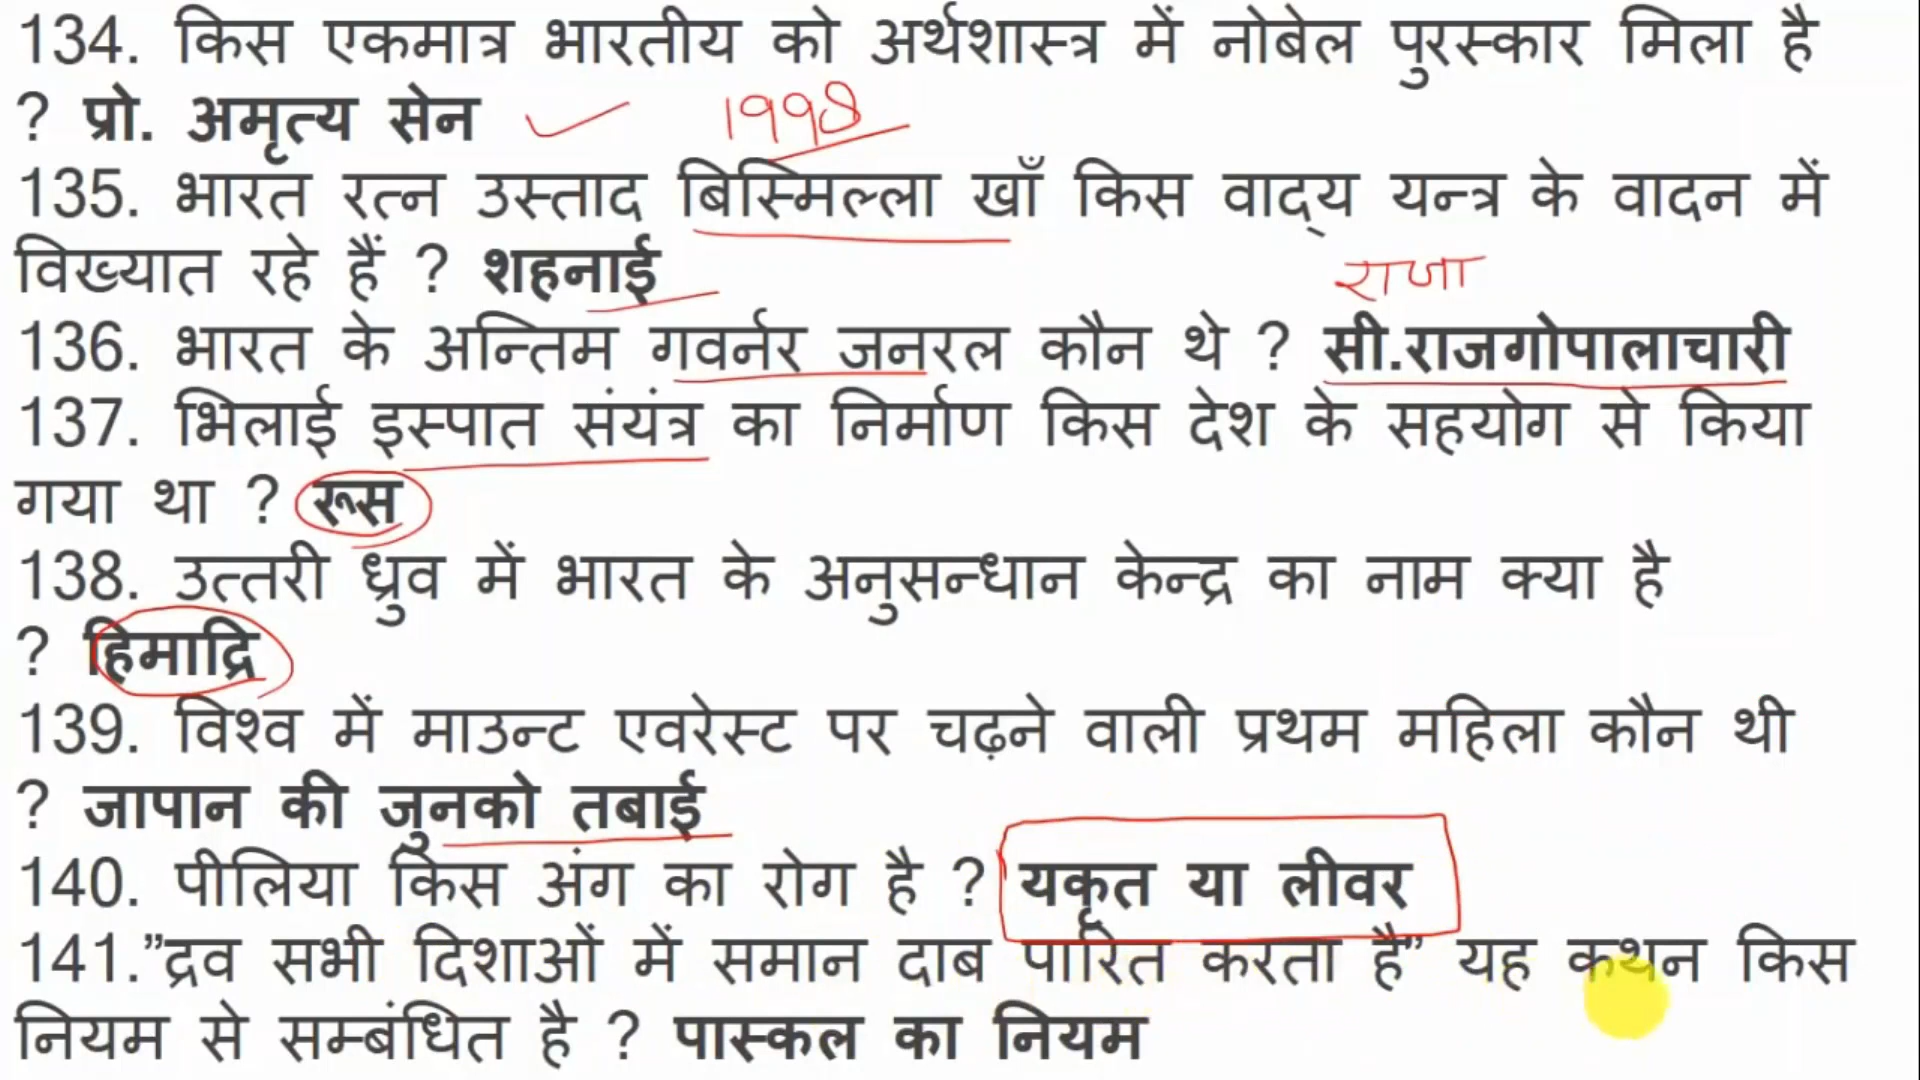 134. किस एकमात्र भारतीय को अर्थशास्त्र में नोबेल पुरस्कार मिला है
? प्रो. अमृत्य सेन
1998
135. भारत रत्न उस्ताद बिस्मिल्ला खाँ किस वाद्य यन्त्र के वादन में
विख्यात रहे हैं ? शहनाई
राजा
136. भारत के अन्तिम गवर्नर जनरल कौन थे ? सी.राजगोपालाचारी
137. भिलाई इस्पात संयंत्र का निर्माण किस देश के सहयोग से किया
गया था ? रूस
138. उत्तरी ध्रुव में भारत के अनुसन्धान केन्द्र का नाम क्या है
? हिमाद्रि
139. विश्व में माउन्ट एवरेस्ट पर चढ़ने वाली प्रथम महिला कौन थी
? जापान की जुनको तबाई
140. पीलिया किस अंग का रोग है ? यकृत या लीवर
141.”द्रव सभी दिशाओं में समान दाब पारित करता है” यह कथन किस
नियम से सम्बंधित है ? पास्कल का नियम